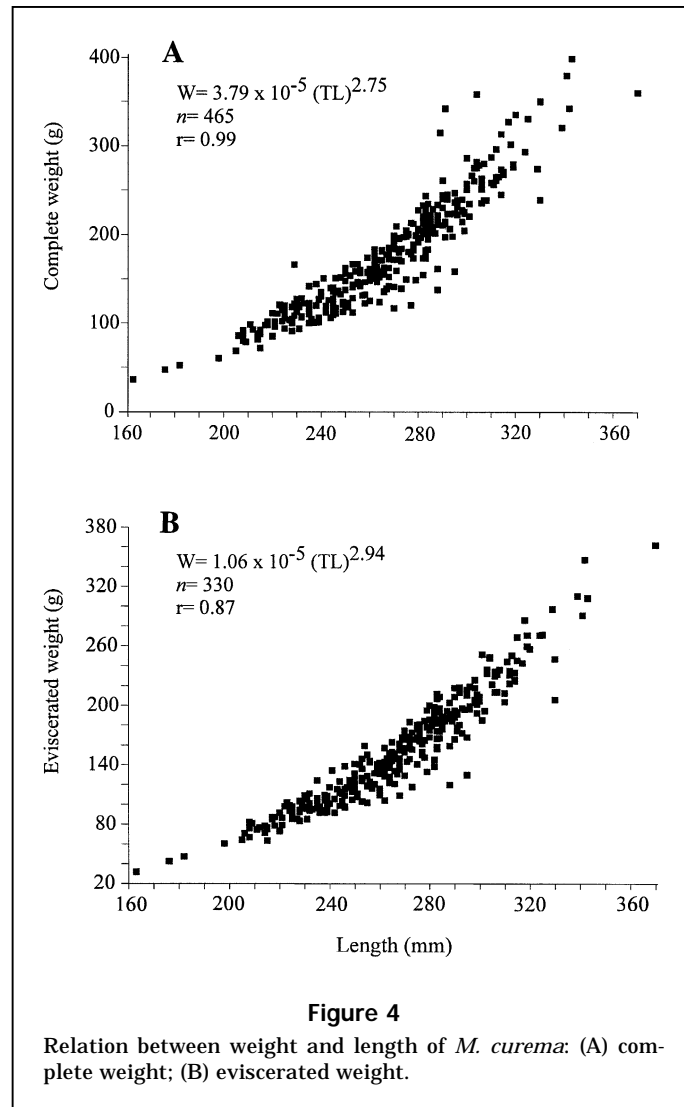 A
W= 3.79 x 10-5 (TL)2.75
n= 465
r= 0.99
400
300
200
100
0
Complete weight (g)
160 200 240 280 320 360
B
W= 1.06 x 10-5 (TL)2.94
n= 330
r= 0.87
380
320
260
200
140
80
20
Eviscerated weight (g)
160 200 240 280 320 360
Length (mm)
Figure 4
Relation between weight and length of M. curema: (A) com-
plete weight; (B) eviscerated weight.